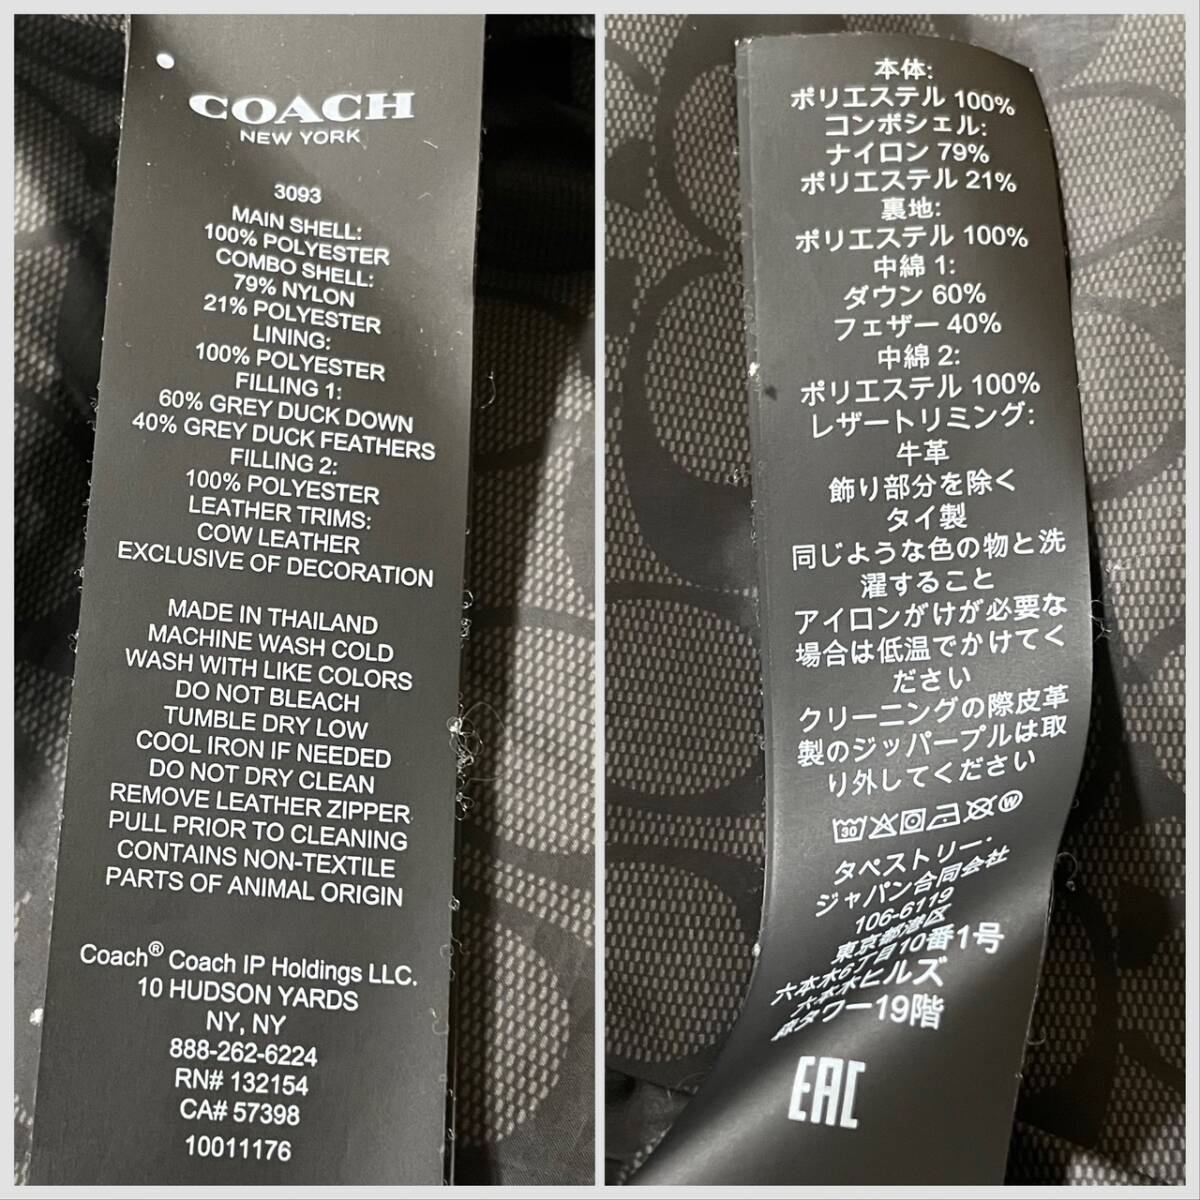 COACH
NEW YORK
3093
MAIN SHELL:
100% POLYESTER
COMBO SHELL:
79% NYLON
21% POLYESTER
LINING:
100% POLYESTER
FILLING 1:
60% GREY DUCK DOWN
40% GREY DUCK FEATHERS
FILLING 2:
100% POLYESTER
LEATHER TRIMS:
COW LEATHER
EXCLUSIVE OF DECORATION
MADE IN THAILAND
MACHINE WASH COLD
WASH WITH LIKE COLORS
DO NOT BLEACH
TUMBLE DRY LOW
COOL IRON IF NEEDED
DO NOT DRY CLEAN
REMOVE LEATHER ZIPPER
PULL PRIOR TO CLEANING
CONTAINS NON-TEXTILE
PARTS OF ANIMAL ORIGIN
Coach® Coach IP Holdings LLC.
10 HUDSON YARDS
NY, NY
888-262-6224
RN# 132154
CA# 57398
10011176
本体:
ポリエステル 100%
コンボシェル:
ナイロン 79%
ポリエステル 21%
裏地:
ポリエステル 100%
中綿 1:
ダウン 60%
フェザー 40%
中綿 2:
ポリエステル 100%
レザートリミング:
牛革
飾り部分を除く
タイ製
同じような色の物と洗
濯すること
アイロンがけが必要な
場合は低温でかけてく
ださい
クリーニングの際皮革
製のジッパープルは取
り外してください
30 W
タペストリー・
ジャパン合同会社
106-6119
東京都港区
六本木6丁目10番1号
六本木ヒルズ
森タワー19階
EAC